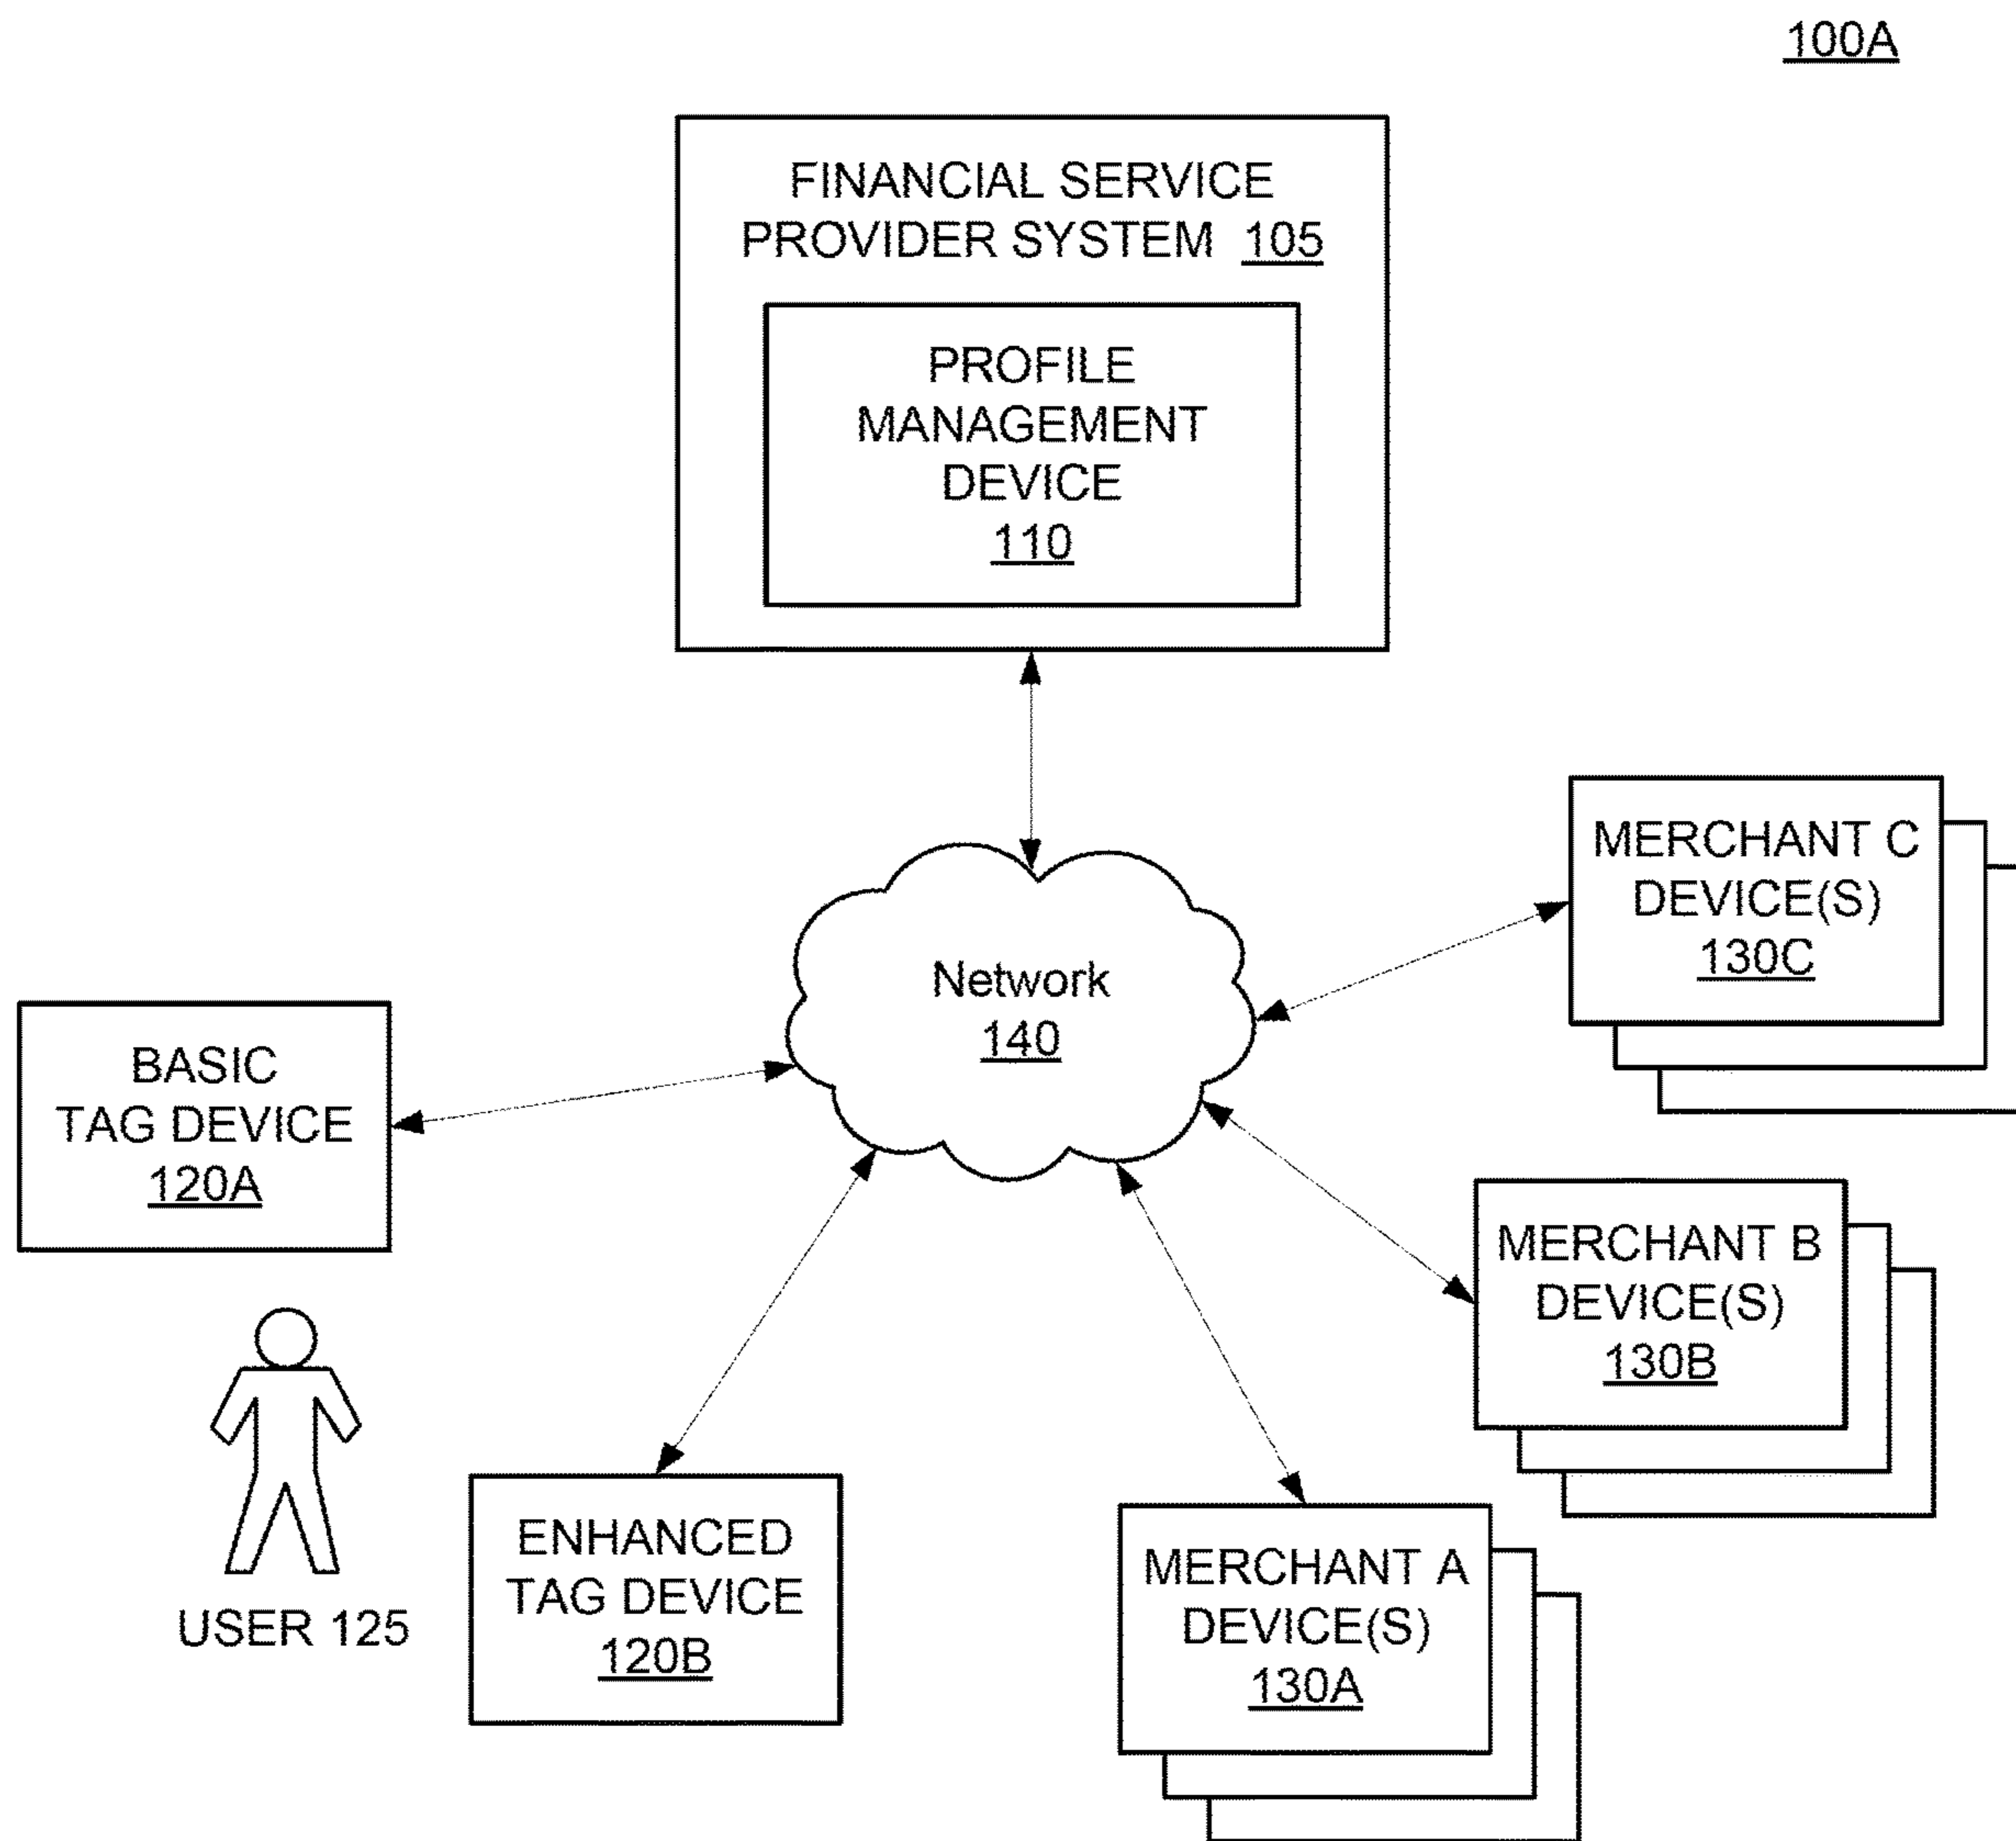 100A
FINANCIAL SERVICE
PROVIDER SYSTEM 105
PROFILE
MANAGEMENT
DEVICE
110
MERCHANT C
DEVICE(S)
130C
Network
140
BASIC
TAG DEVICE
120A
MERCHANT B
DEVICE(S)
130B
ENHANCED
TAG DEVICE
120B
MERCHANT A
DEVICE(S)
130A
USER 125